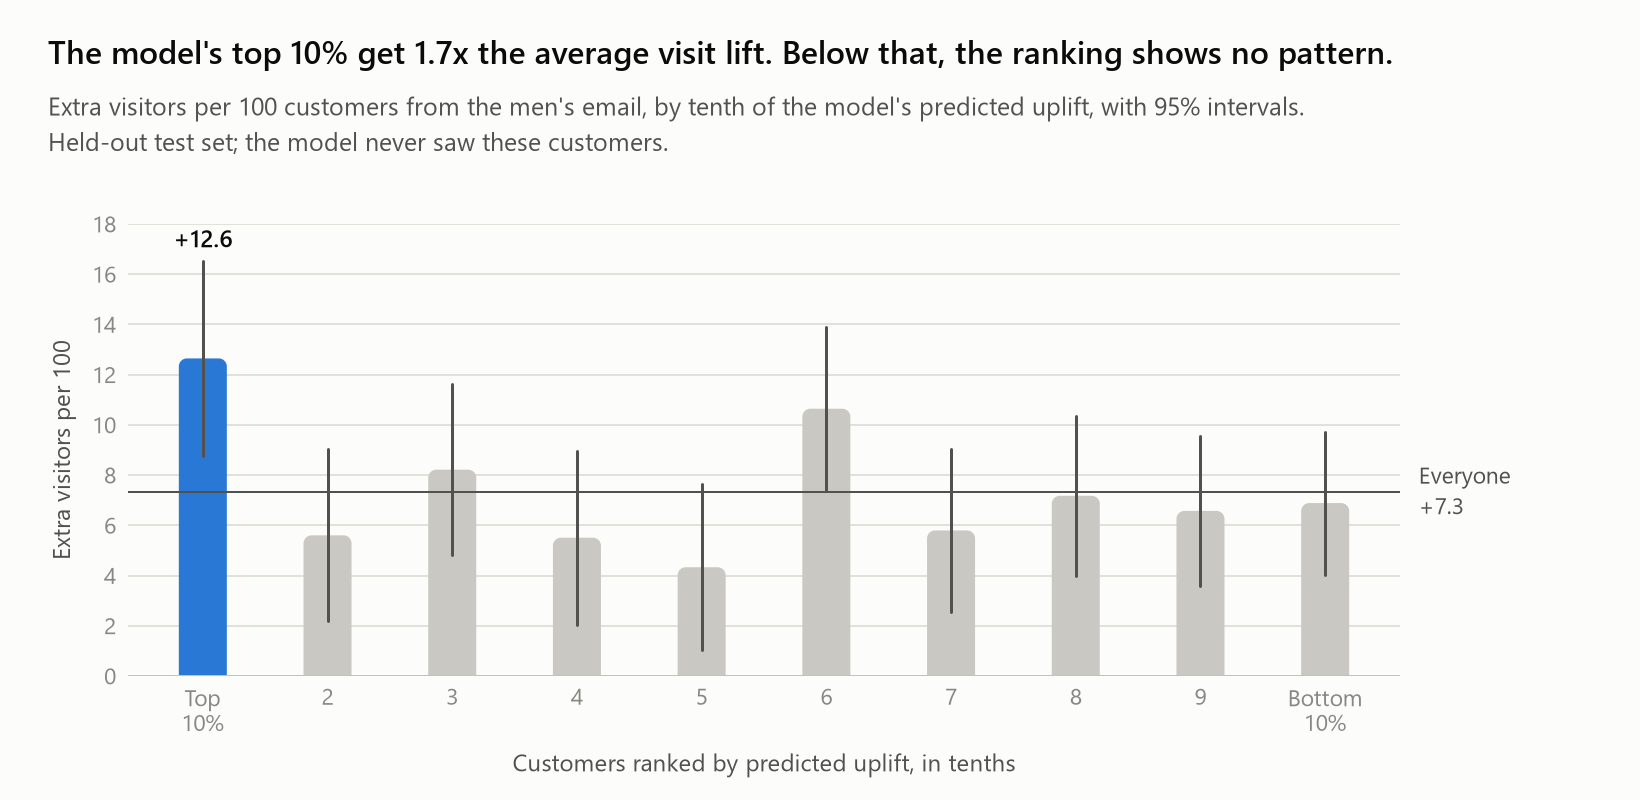 The model's top 10% get 1.7x the average visit lift. Below that, the ranking shows no pattern.
Extra visitors per 100 customers from the men's email, by tenth of the model's predicted uplift, with 95% intervals.
Held-out test set; the model never saw these customers.
Extra visitors per 100
18
16
14
12
10
8
6
4
2
0
+12.6
Everyone
+7.3
Top
10%
2
3
4
5
6
7
8
9
Bottom
10%
Customers ranked by predicted uplift, in tenths